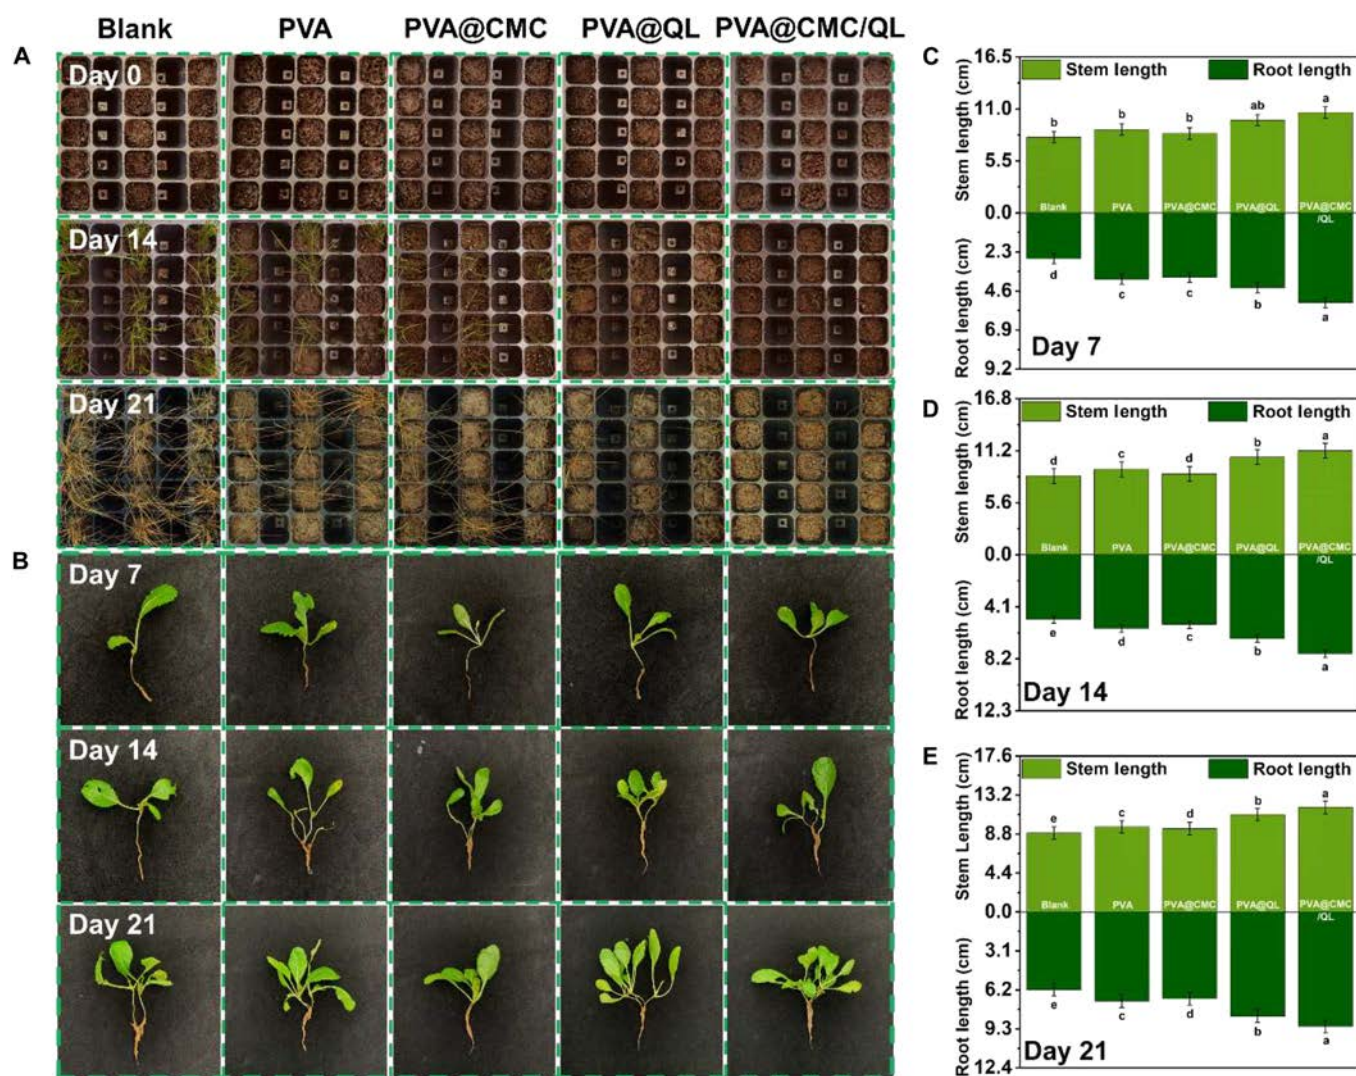 Blank PVA PVA@CMC PVA@QL PVA@CMC/QL
A
Day 0
Day 14
Day 21
B
Day 7
Day 14
Day 21
C
Stem length Root length
Stem length (cm)
Root length (cm)
16.5
11.0
5.5
0.0
2.3
4.6
6.9
9.2
b b b ab a
Blank PVA PVA@CMC PVA@QL PVA@CMC
/QL
d c c b a
Day 7
D
Stem length Root length
Stem length (cm)
Root length (cm)
16.8
11.2
5.6
0.0
4.1
8.2
12.3
d c d b a
Blank PVA PVA@CMC PVA@QL PVA@CMC
/QL
e d c b a
Day 14
E
Stem length Root length
Stem Length (cm)
Root length (cm)
17.6
13.2
8.8
4.4
0.0
3.1
6.2
9.3
12.4
e c d b a
Blank PVA PVA@CMC PVA@QL PVA@CMC
/QL
e c d b a
Day 21